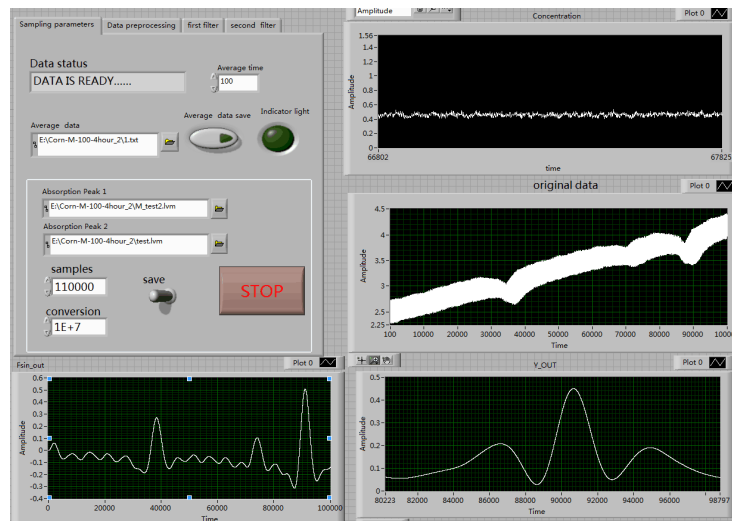 Sampling parameters
Data preprocessing
first filter
second filter
Data status
DATA IS READY......
Average time
100
Average data
E:\Corn-M-100-4hour_2\1.txt
Average data save
Indicator light
Absorption Peak 1
E:\Corn-M-100-4hour_2\M_test2.lvm
Absorption Peak 2
E:\Corn-M-100-4hour_2\test.lvm
samples
110000
save
STOP
conversion
1E+7
Amplitude
Concentration
Plot 0
Amplitude
1.56
1.4
1.2
1
0.8
0.6
0.4
0.2
0
66802
67825
time
original data
Plot 0
Amplitude
4.5
4
3.5
3
2.5
2.25
100
10000
20000
30000
40000
50000
60000
70000
80000
90000
10000
Time
Fsin_out
Plot 0
Amplitude
0.6
0.5
0.4
0.3
0.2
0.1
0
-0.1
-0.2
-0.3
-0.4
0
20000
40000
60000
80000
100000
Time
Y_OUT
Plot 0
Amplitude
0.5
0.4
0.3
0.2
0.1
0
80223
82000
84000
86000
88000
90000
92000
94000
96000
98797
Time